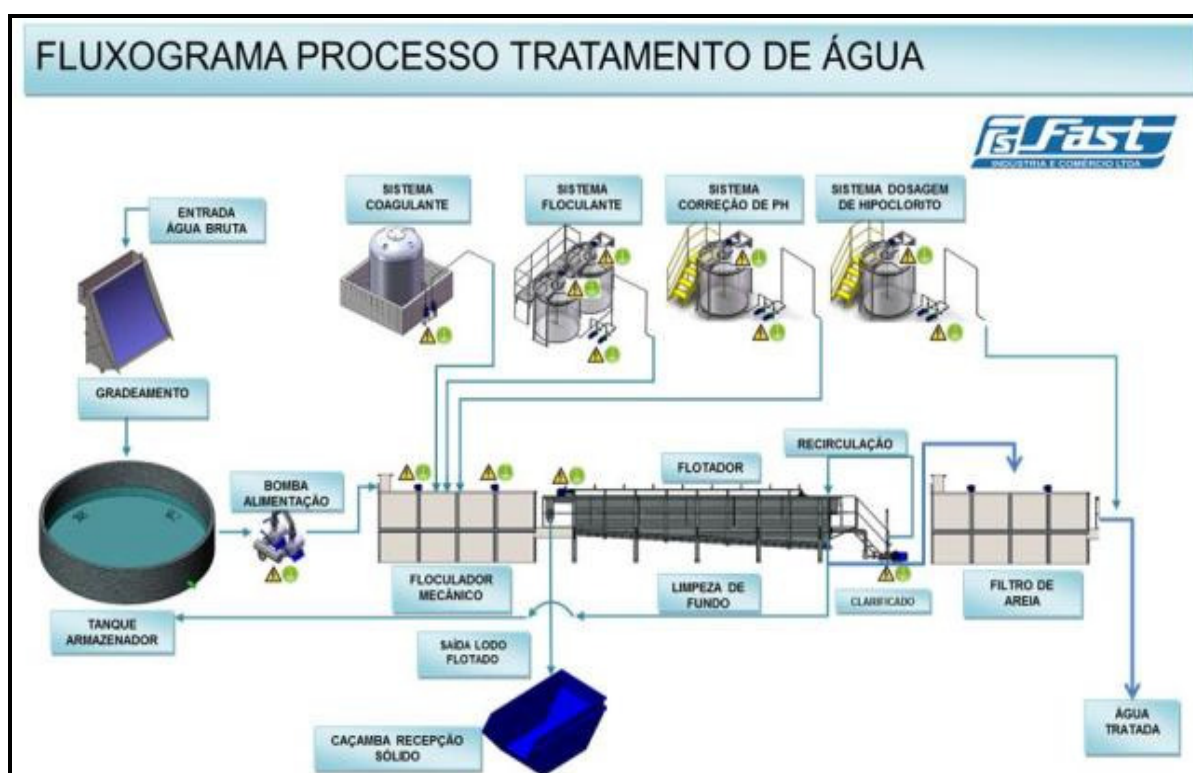 FLUXOGRAMA PROCESSO TRATAMENTO DE ÁGUA
Fast
INDÚSTRIA E COMÉRCIO LTDA
ENTRADA
ÁGUA BRUTA
SISTEMA
COAGULANTE
SISTEMA
FLOCULANTE
SISTEMA
CORREÇÃO DE PH
SISTEMA DOSAGEM
DE HIPOCLORITO
GRADEAMENTO
BOMBA
ALIMENTAÇÃO
FLOTADOR
RECIRCULAÇÃO
FLOCULADOR
MECÂNICO
LIMPEZA DE
FUNDO
CLARIFICADO
FILTRO DE
AREIA
TANQUE
ARMAZENADOR
SAÍDA LODO
FLOTADO
CAÇAMBA RECEPÇÃO
SÓLIDO
ÁGUA
TRATADA